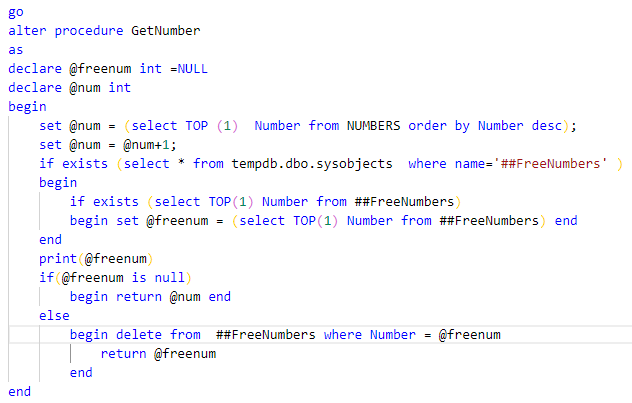 go
alter procedure GetNumber
as
declare @freenum int =NULL
declare @num int
begin
set @num = (select TOP (1)  Number from NUMBERS order by Number desc);
set @num = @num+1;
if exists (select * from tempdb.dbo.sysobjects  where name='##FreeNumbers' )
begin
if exists (select TOP(1) Number from ##FreeNumbers)
begin set @freenum = (select TOP(1) Number from ##FreeNumbers) end
end
print(@freenum)
if(@freenum is null)
begin return @num end
else
begin delete from  ##FreeNumbers where Number = @freenum
return @freenum
end
end